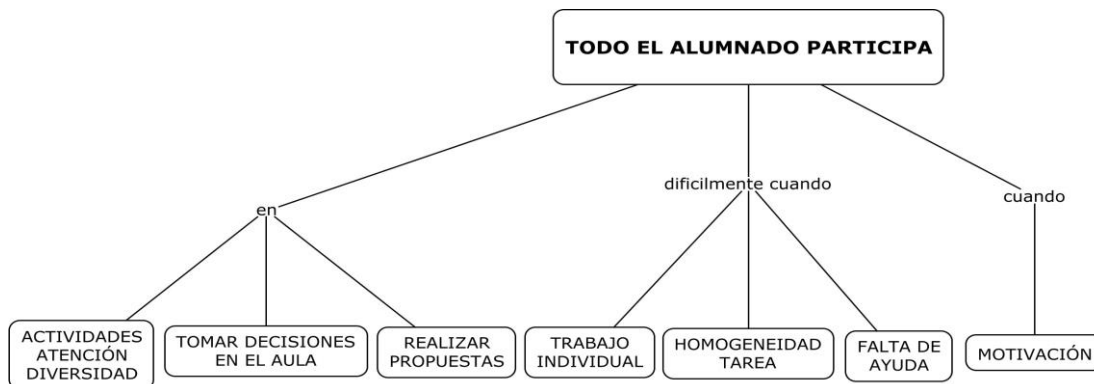 TODO EL ALUMNADO PARTICIPA
en
dificilmente cuando
cuando
ACTIVIDADES
ATENCIÓN
DIVERSIDAD
TOMAR DECISIONES
EN EL AULA
REALIZAR
PROPUESTAS
TRABAJO
INDIVIDUAL
HOMOGENEIDAD
TAREA
FALTA DE
AYUDA
MOTIVACIÓN